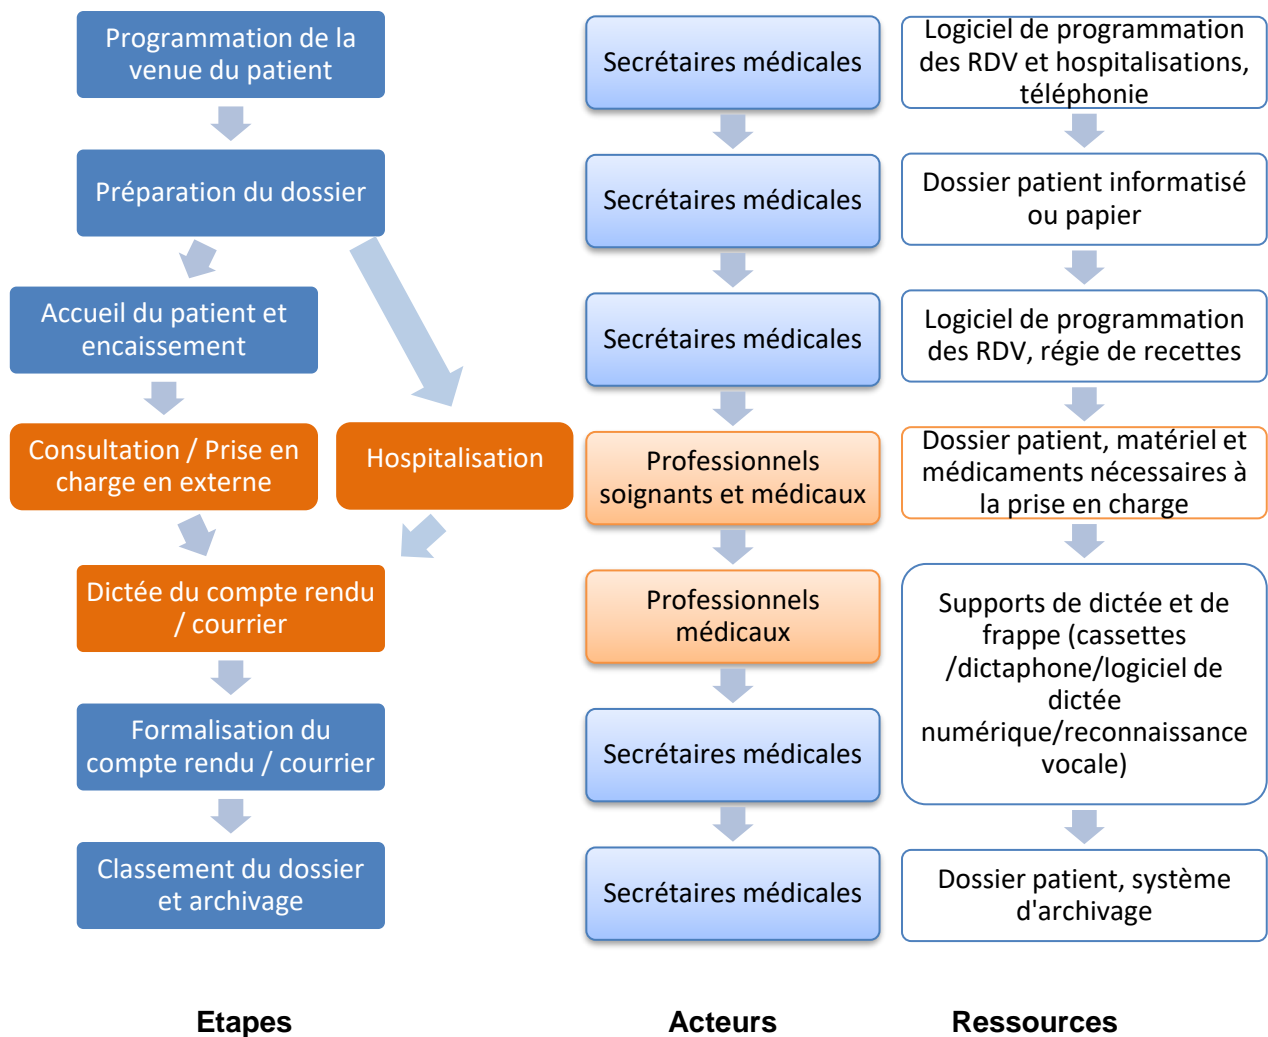 Programmation de la
venue du patient
Préparation du dossier
Accueil du patient et
encaissement
Consultation / Prise en
charge en externe
Hospitalisation
Dictée du compte rendu
/ courrier
Formalisation du
compte rendu / courrier
Classement du dossier
et archivage
Etapes
Secrétaires médicales
Secrétaires médicales
Secrétaires médicales
Professionnels
soignants et médicaux
Professionnels
médicaux
Secrétaires médicales
Secrétaires médicales
Acteurs
Logiciel de programmation
des RDV et hospitalisations,
téléphonie
Dossier patient informatisé
ou papier
Logiciel de programmation
des RDV, régie de recettes
Dossier patient, matériel et
médicaments nécessaires à
la prise en charge
Supports de dictée et de
frappe (cassettes
/dictaphone/logiciel de
dictée
numérique/reconnaissance
vocale)
Dossier patient, système
d'archivage
Ressources